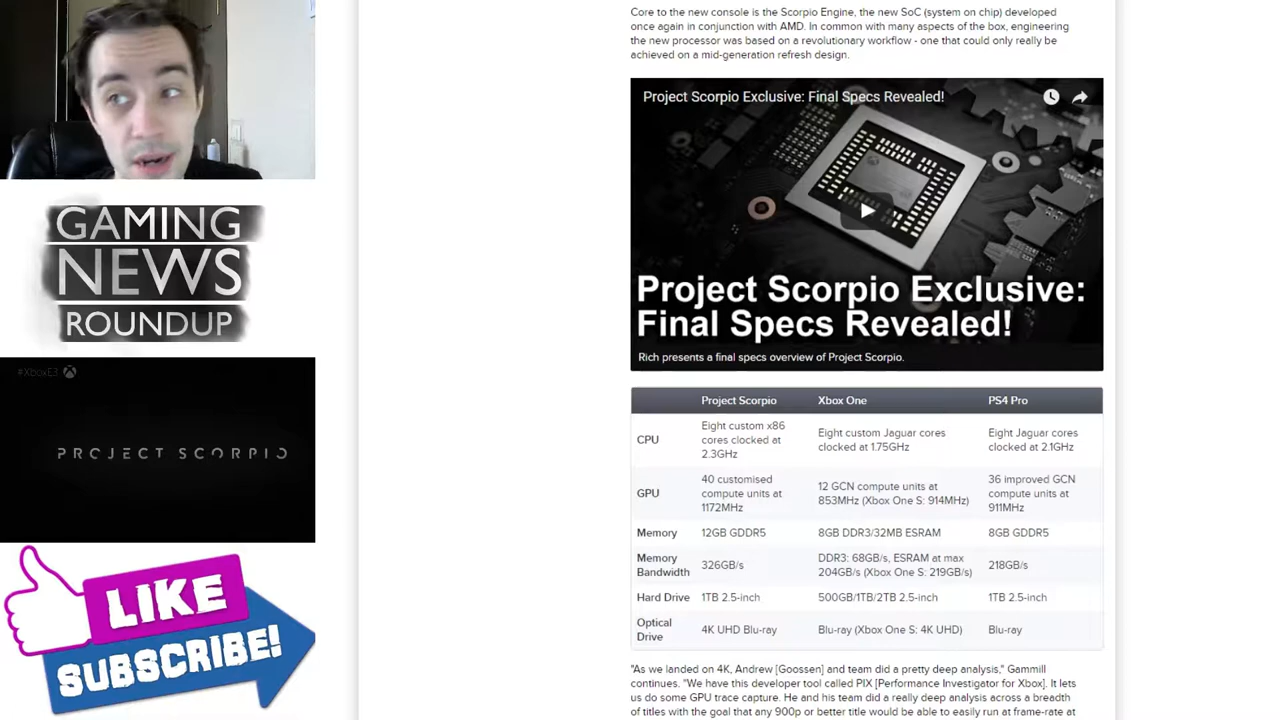 Core to the new console is the Scorpio Engine, the new SoC (system on chip) developed
once again in conjunction with AMD. In common with many aspects of the box, engineering
the new processor was based on a revolutionary workflow - one that could only really be
achieved on a mid-generation refresh design.
Project Scorpio Exclusive: Final Specs Revealed!
Project Scorpio Exclusive:
Final Specs Revealed!
Rich presents a final specs overview of Project Scorpio.
GAMING
NEWS
ROUNDUP
#XboxE3
PROJECT SCORPIO
LIKE
SUBSCRIBE!
Project Scorpio Xbox One PS4 Pro
CPU Eight custom x86 cores clocked at 2.3GHz Eight custom Jaguar cores clocked at 1.75GHz Eight Jaguar cores clocked at 2.1GHz
GPU 40 customised compute units at 1172MHz 12 GCN compute units at 853MHz (Xbox One S: 914MHz) 36 improved GCN compute units at 911MHz
Memory 12GB GDDR5 8GB DDR3/32MB ESRAM 8GB GDDR5
Memory Bandwidth 326GB/s DDR3: 68GB/s, ESRAM at max 204GB/s (Xbox One S: 219GB/s) 218GB/s
Hard Drive 1TB 2.5-inch 500GB/1TB/2TB 2.5-inch 1TB 2.5-inch
Optical Drive 4K UHD Blu-ray Blu-ray (Xbox One S: 4K UHD) Blu-ray
"As we landed on 4K, Andrew [Goossen] and team did a pretty deep analysis," Gammill
continues. "We have this developer tool called PIX [Performance Investigator for Xbox]. It lets
us do some GPU trace capture. He and his team did a really deep analysis across a breadth
of titles with the goal that any 900p or better title would be able to easily run at frame-rate at